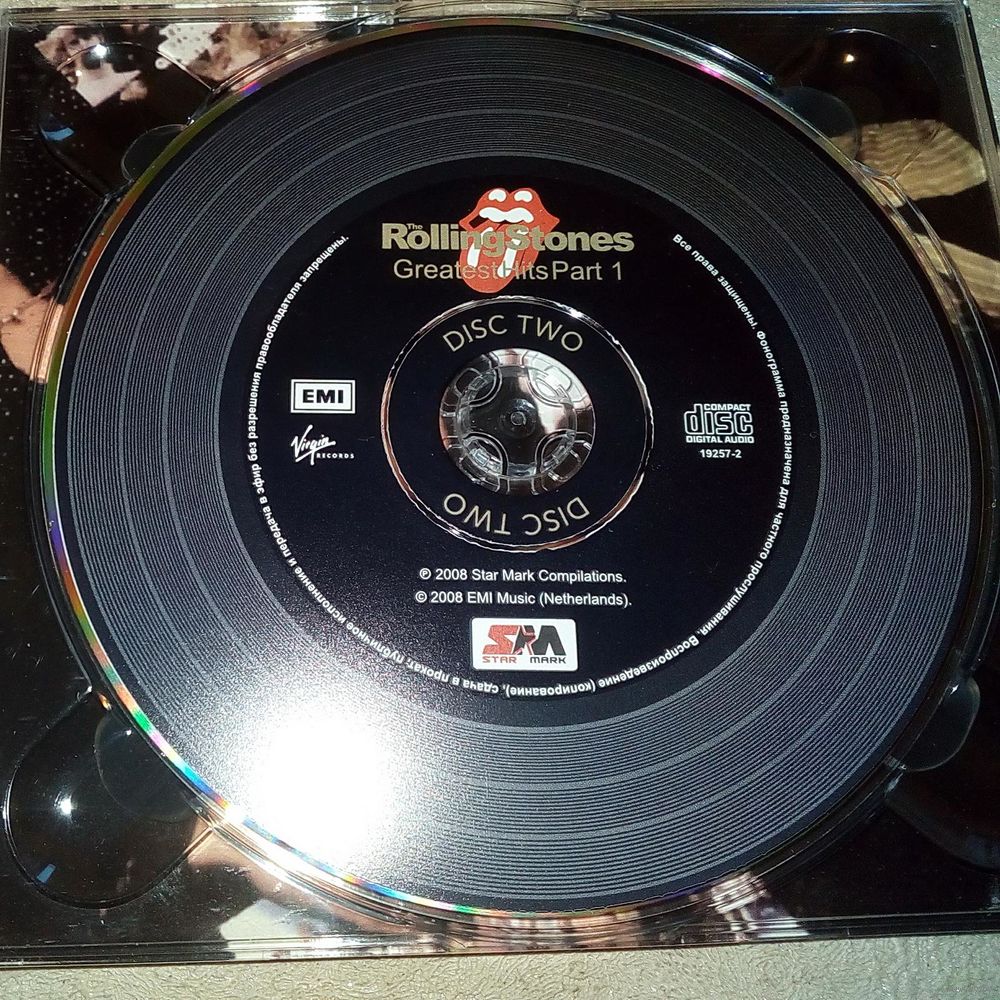 The
RollingStones
Greatest Hits Part 1
DISC TWO
EMI
Virgin
RECORDS
COMPACT
disc
DIGITAL AUDIO
19257-2
DISC TWO
℗ 2008 Star Mark Compilations.
© 2008 EMI Music (Netherlands).
STAR MARK
Все права защищены. Фонограмма предназначена для частного прослушивания. Воспроизведение (копирование), сдача в прокат, публичное исполнение и передача в эфир без разрешения правообладателя запрещены.